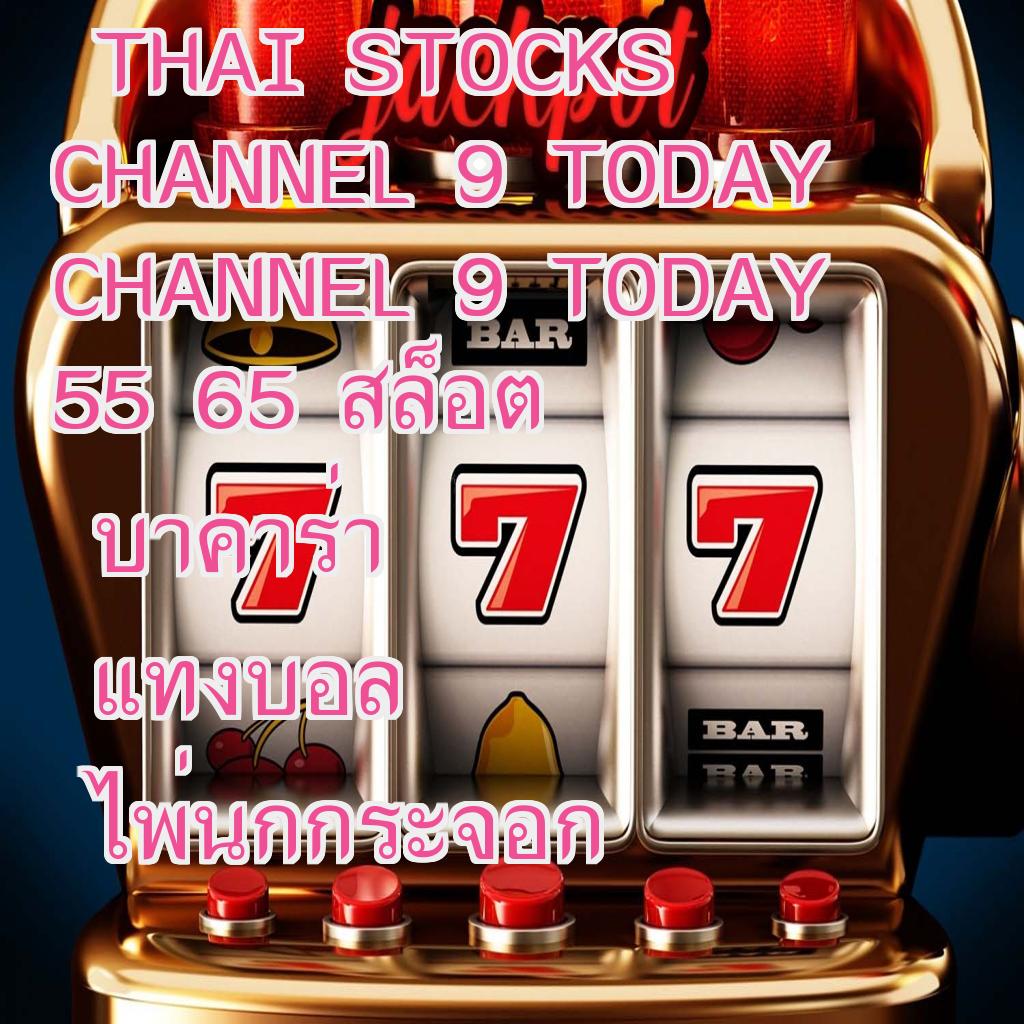 Jackpot
THAI STOCKS
CHANNEL 9 TODAY
CHANNEL 9 TODAY
55 65 สล็อต
บาคาร่า
แทงบอล
ไพ่นกกระจอก
BAR
7 7 7
BAR
BAR